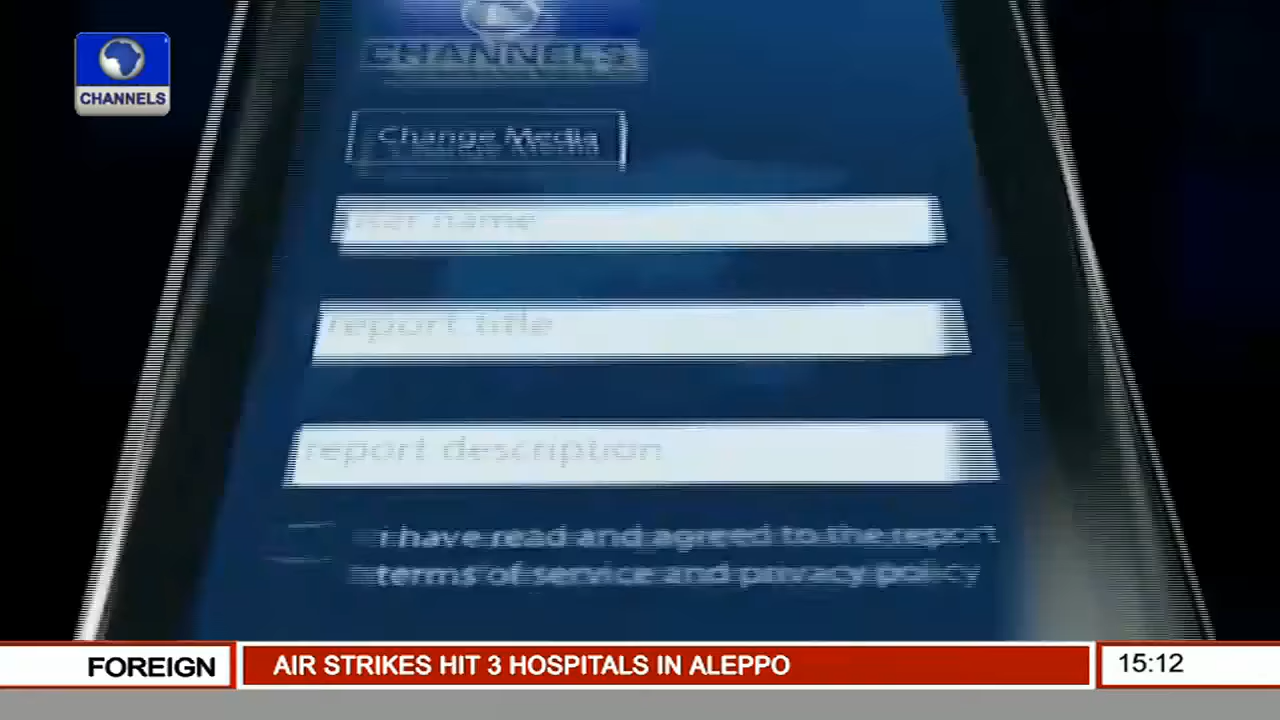 CHANNELS
CHANNELS
Change Media
user name
report title
report description
i have read and agreed to the report
terms of service and privacy policy
FOREIGN
AIR STRIKES HIT 3 HOSPITALS IN ALEPPO
15:12